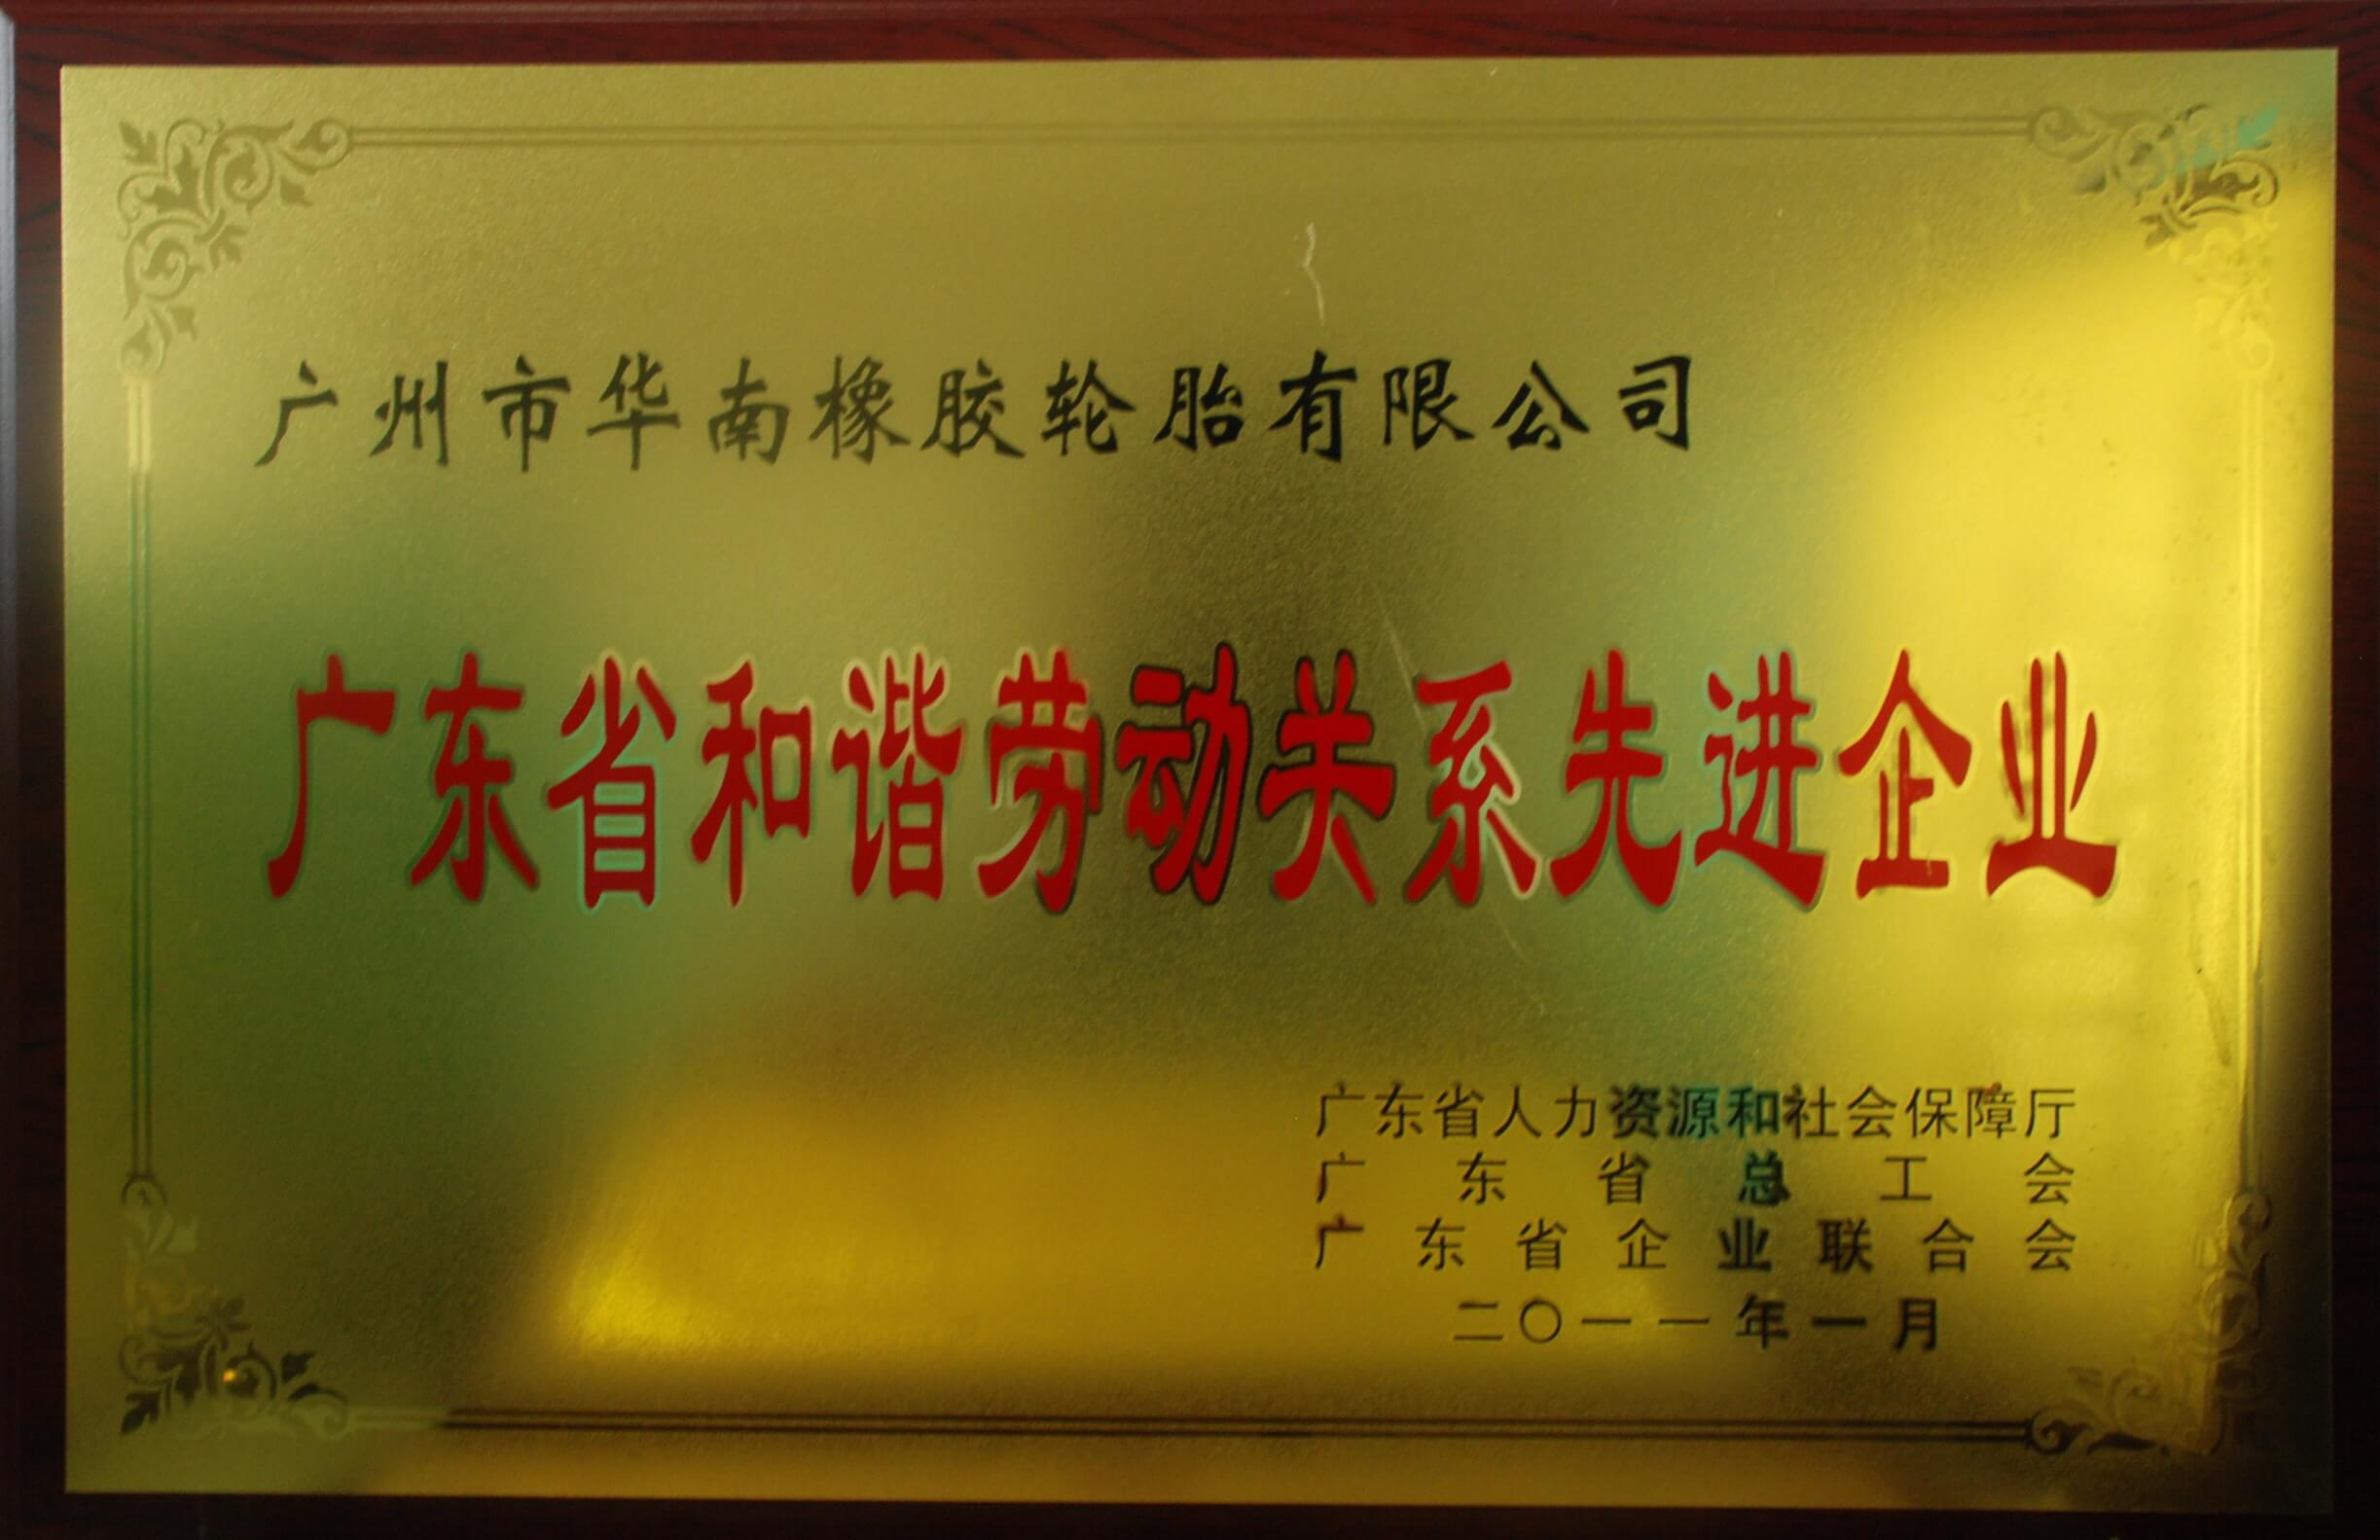 广州市华南橡胶轮胎有限公司
广东省和谐劳动关系先进企业
广东省人力资源和社会保障厅
广东省总工会
广东省企业联合会
二〇一一年一月